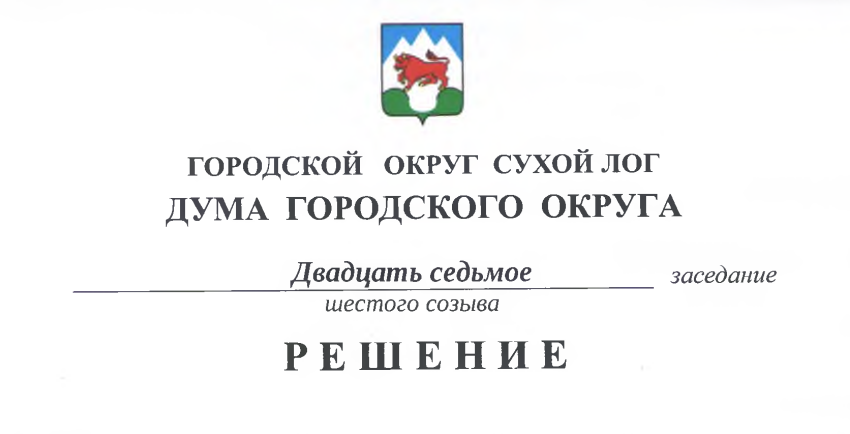 ГОРОДСКОЙ ОКРУГ СУХОЙ ЛОГ
ДУМА ГОРОДСКОГО ОКРУГА
Двадцать седьмое заседание
шестого созыва
РЕШЕНИЕ